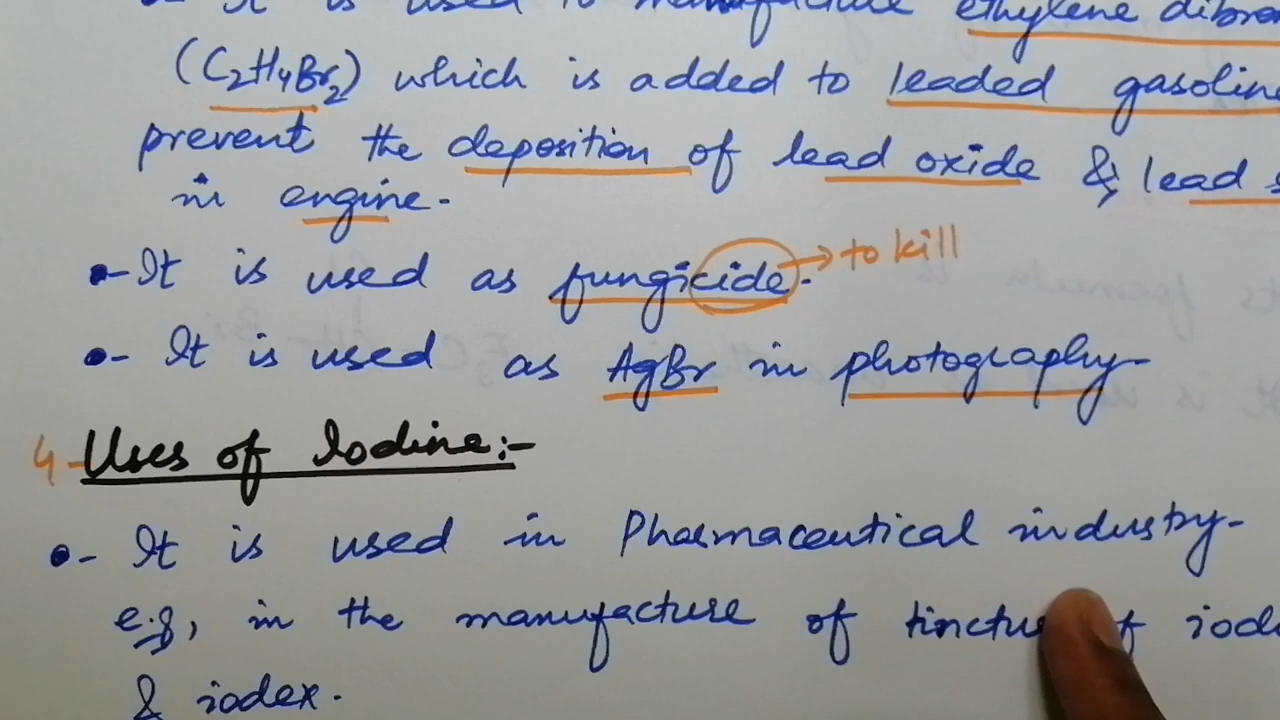 •- It is used to manufacture ethylene dibro
(C₂H₄Br₂) which is added to leaded gasoline
prevent the deposition of lead oxide & lead s
in engine.
•- It is used as fungicide. → to kill
•- It is used as AgBr in photography-
4- Uses of Iodine:-
•- It is used in Pharmaceutical industry-
e.g, in the manufacture of tinctu f iod
& iodex.